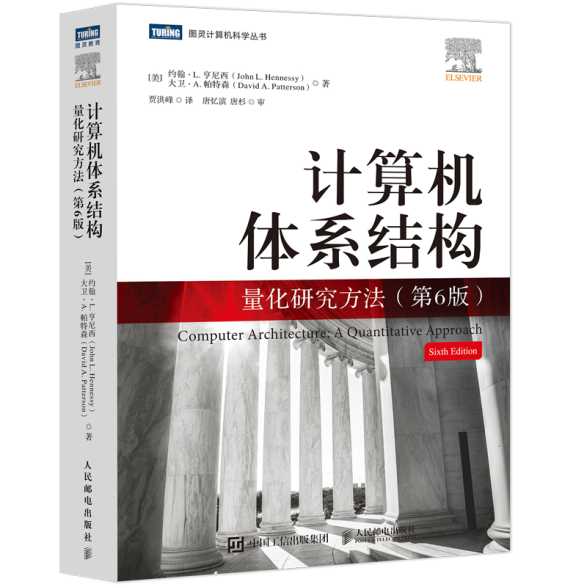 TURING
图灵教育
计算机体系结构
量化研究方法（第6版）
[美] 约翰·L. 亨尼西（John L. Hennessy）
大卫·A. 帕特森（David A. Patterson）
◎ 著
人民邮电出版社
TURING 图灵计算机科学丛书
[美] 约翰·L. 亨尼西（John L. Hennessy）
大卫·A. 帕特森（David A. Patterson） ◎ 著
贾洪峰 ◎ 译 唐忆滨 唐杉 ◎ 审
ELSEVIER
ELSEVIER
计算机
体系结构
量化研究方法（第6版）
Computer Architecture: A Quantitative Approach
Sixth Edition
中国工信出版集团
人民邮电出版社
POSTS & TELECOM PRESS